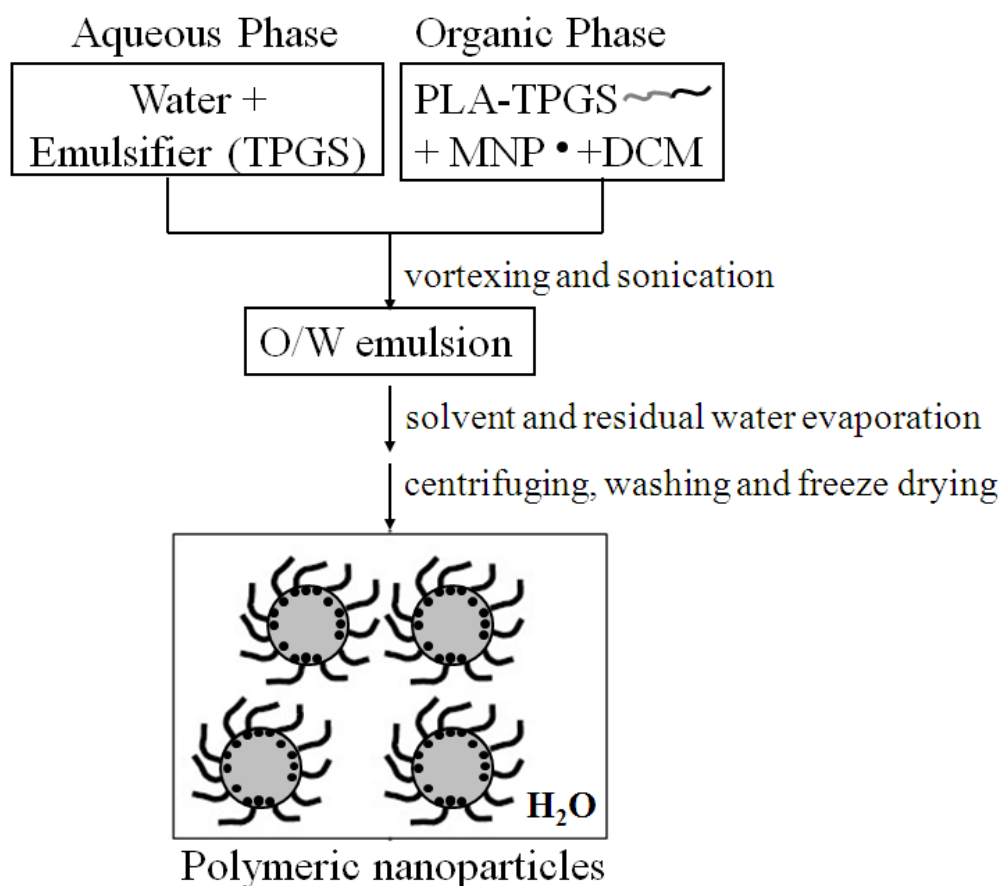 Aqueous Phase
Organic Phase
Water +
Emulsifier (TPGS)
PLA-TPGS
+ MNP • +DCM
vortexing and sonication
O/W emulsion
solvent and residual water evaporation
centrifuging, washing and freeze drying
H₂O
Polymeric nanoparticles